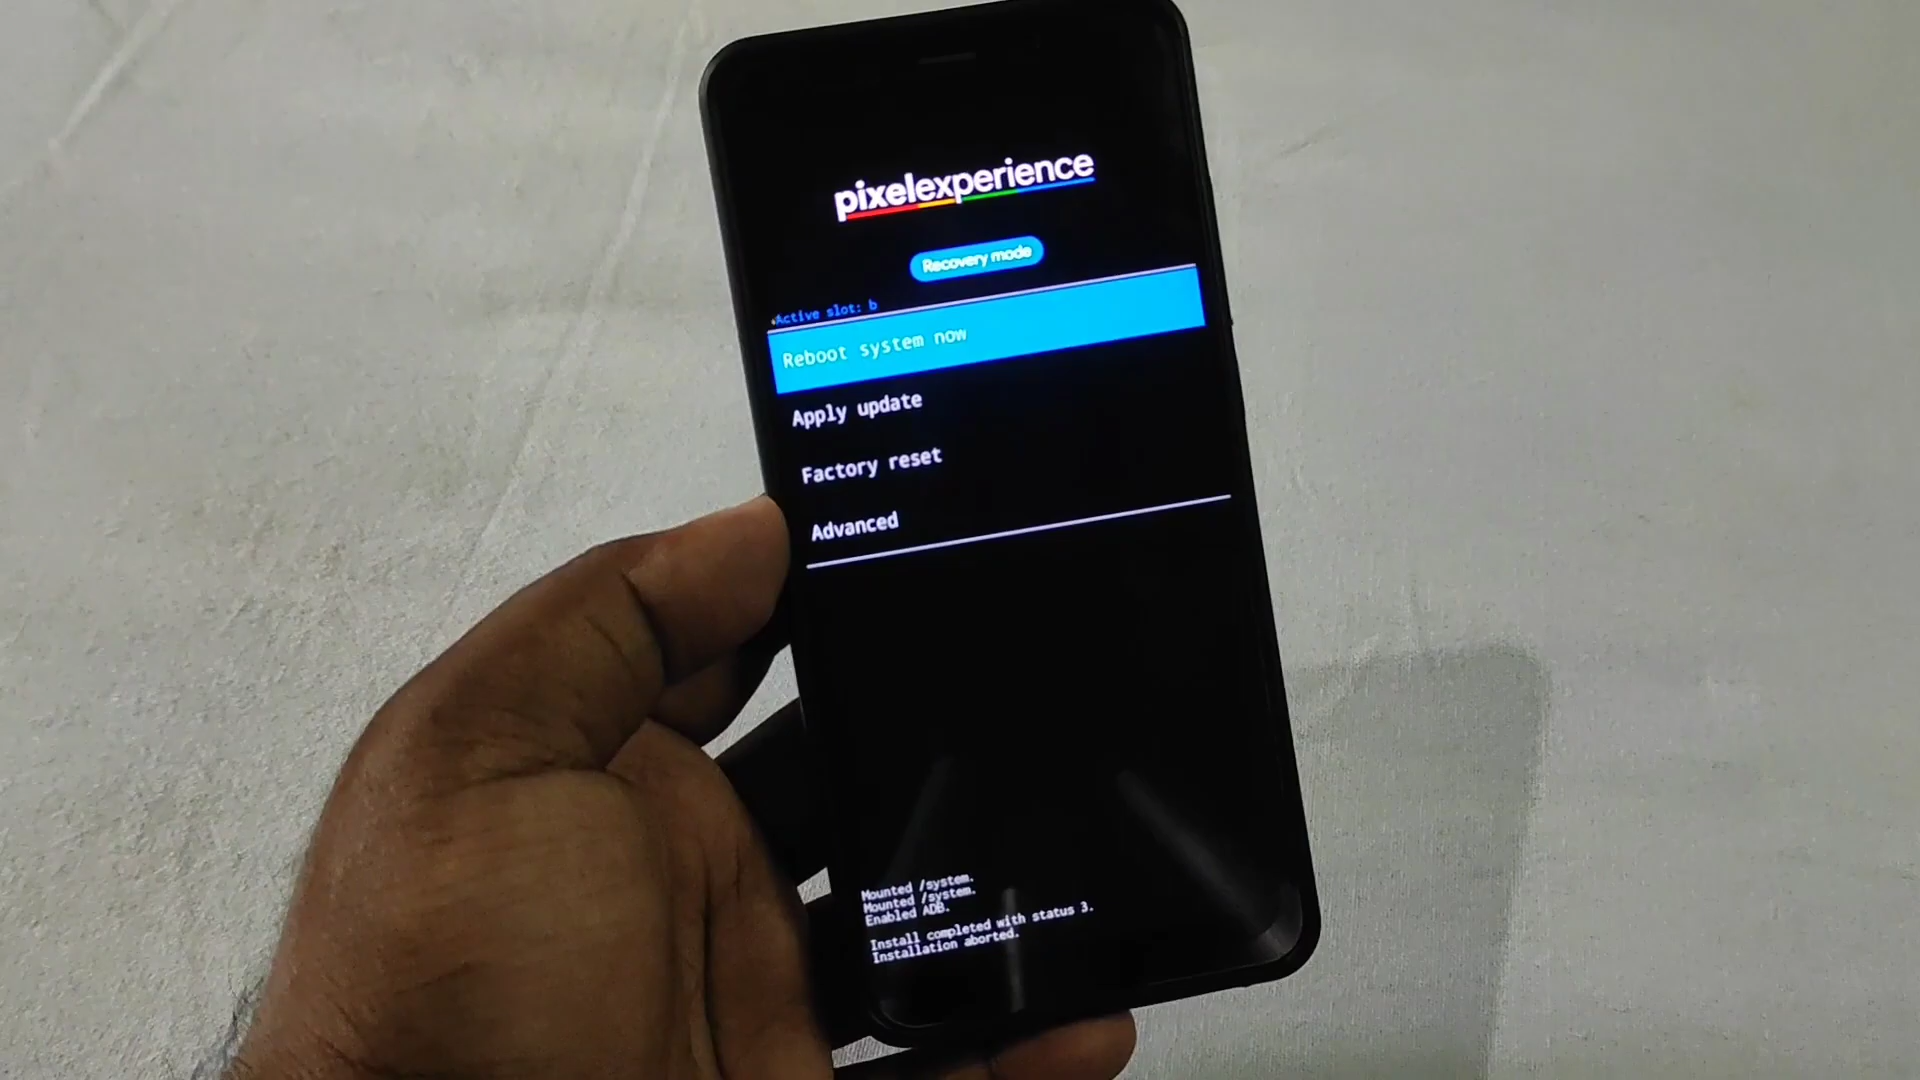 pixelexperience
Recovery mode
Active slot: b
Reboot system now
Apply update
Factory reset
Advanced
Mounted /system.
Mounted /system.
Enabled ADB.
Install completed with status 3.
Installation aborted.